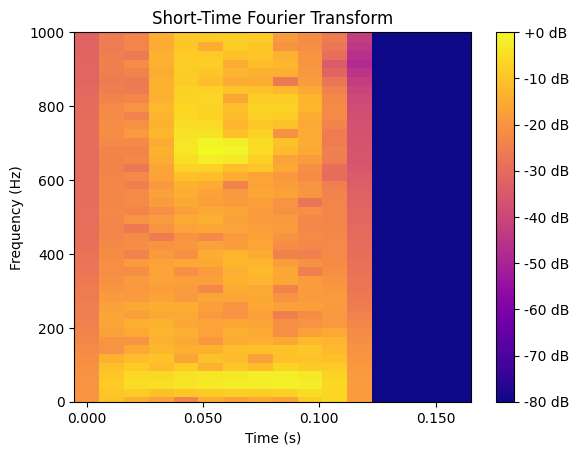 Short-Time Fourier Transform
1000
800
600
400
200
0
Frequency (Hz)
0.000
0.050
0.100
0.150
Time (s)
+0 dB
-10 dB
-20 dB
-30 dB
-40 dB
-50 dB
-60 dB
-70 dB
-80 dB